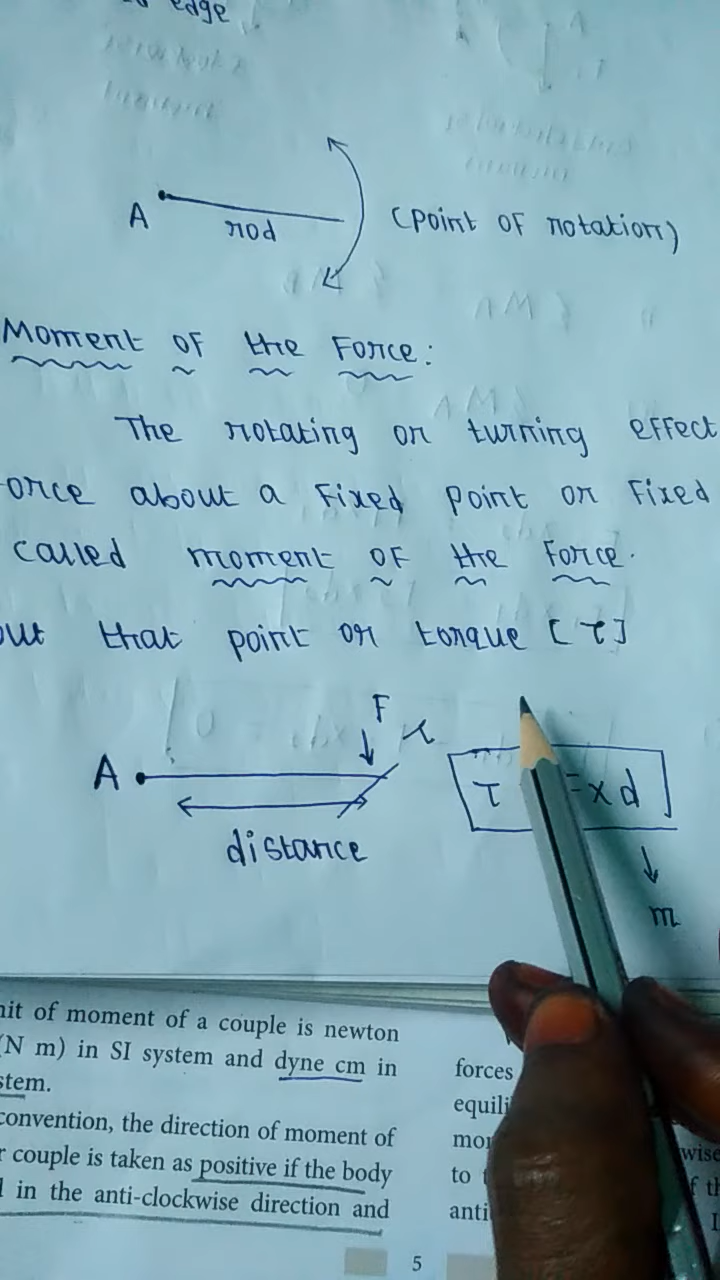 edge
A
rod
(point of rotation)
Moment of the Force:
The rotating or turning effect
orce about a fixed point or fixed
called moment of the force.
out that point or torque [τ]
F
A
distance
τ = x d
m
nit of moment of a couple is newton
(N m) in SI system and dyne cm in
stem.
convention, the direction of moment of
r couple is taken as positive if the body
l in the anti-clockwise direction and
forces
equili
mor
to t
anti
wise
f th
I
5